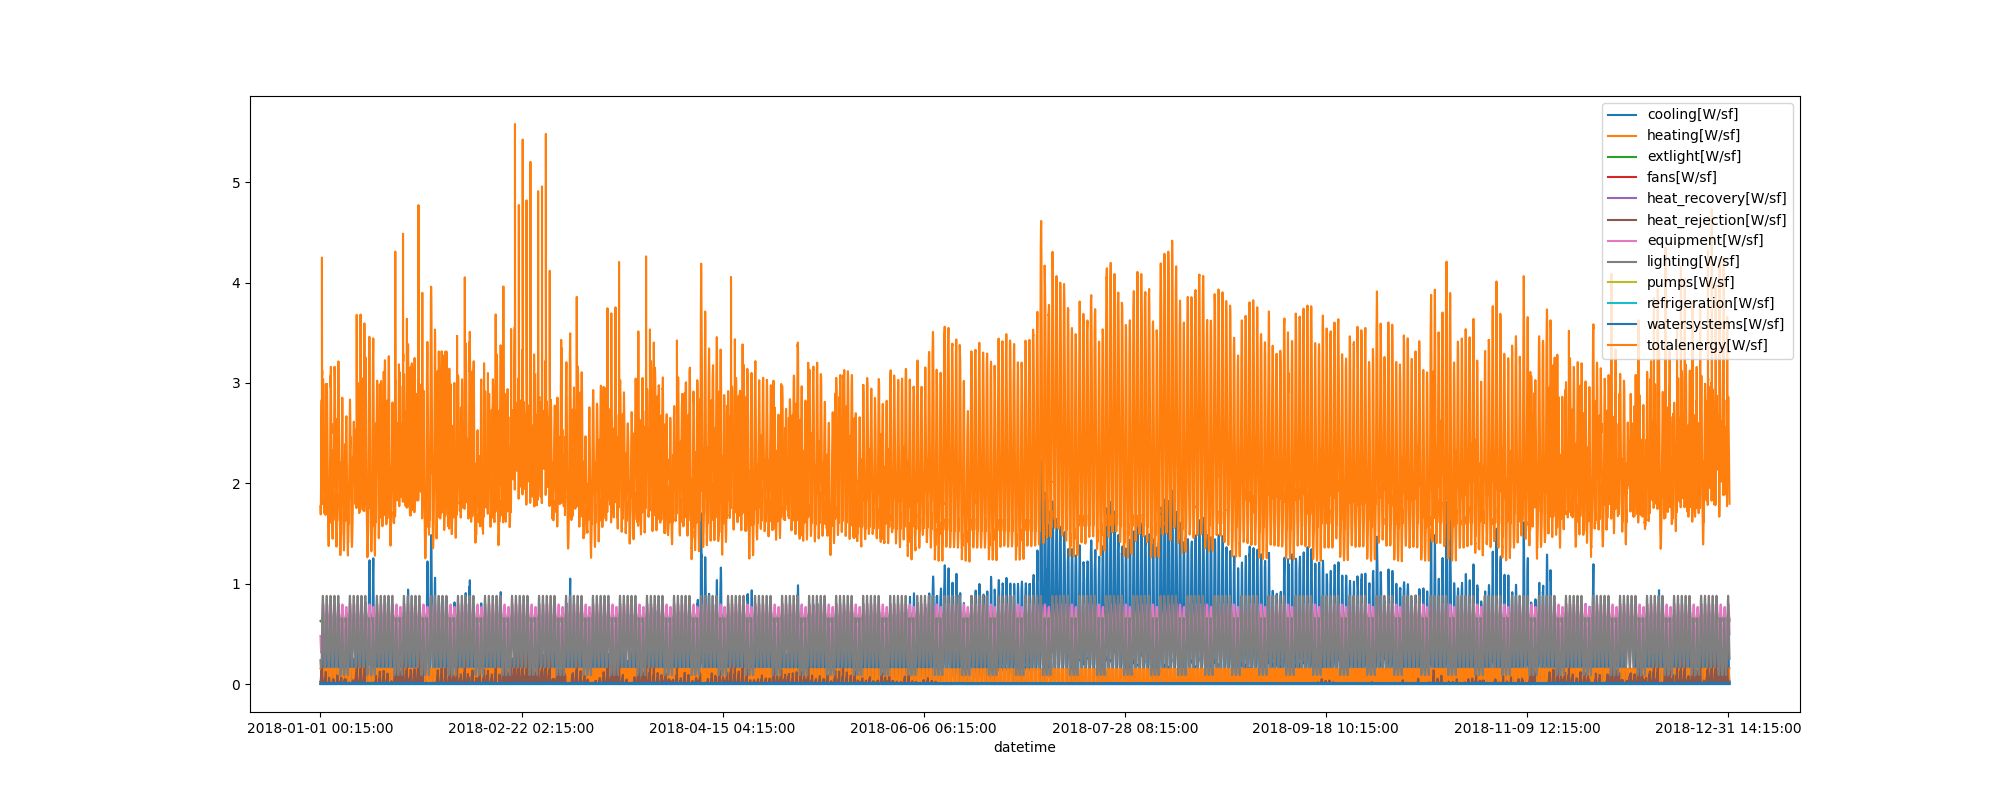 cooling[W/sf]
heating[W/sf]
extlight[W/sf]
fans[W/sf]
heat_recovery[W/sf]
heat_rejection[W/sf]
equipment[W/sf]
lighting[W/sf]
pumps[W/sf]
refrigeration[W/sf]
watersystems[W/sf]
totalenergy[W/sf]
5
4
3
2
1
0
2018-01-01 00:15:00 2018-02-22 02:15:00 2018-04-15 04:15:00 2018-06-06 06:15:00 2018-07-28 08:15:00 2018-09-18 10:15:00 2018-11-09 12:15:00 2018-12-31 14:15:00
datetime